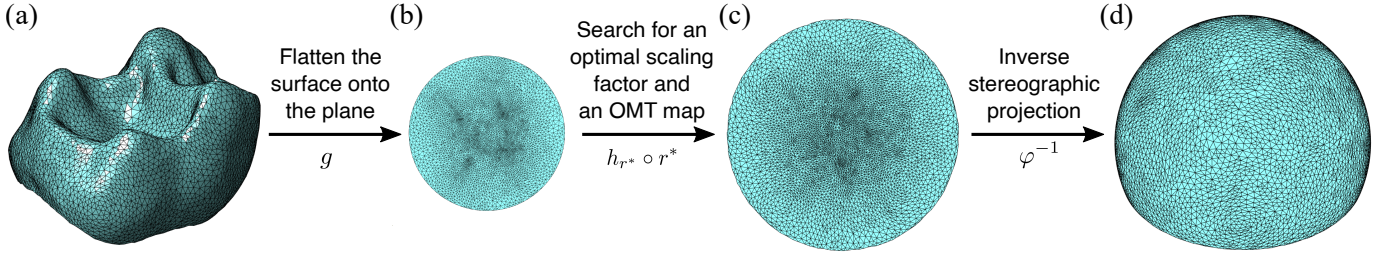 (a)
Flatten the
surface onto
the plane
g
(b)
Search for an
optimal scaling
factor and
an OMT map
h_{r^*} ∘ r^*
(c)
Inverse
stereographic
projection
φ^{-1}
(d)